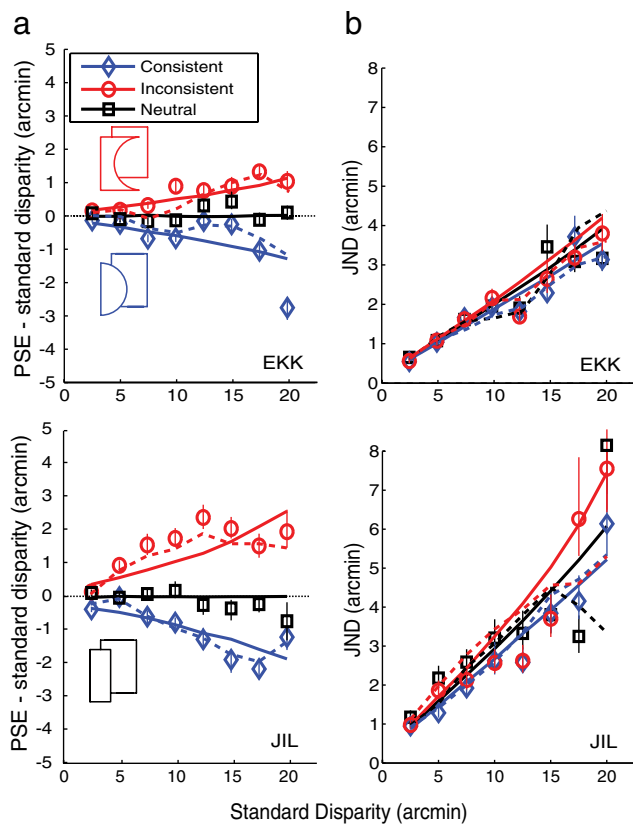 a
b
PSE - standard disparity (arcmin)
5
4
3
2
1
0
-1
-2
-3
-4
-5
Consistent
Inconsistent
Neutral
EKK
0 5 10 15 20
JND (arcmin)
8
7
6
5
4
3
2
1
0
EKK
0 5 10 15 20
PSE - standard disparity (arcmin)
5
4
3
2
1
0
-1
-2
-3
-4
-5
JIL
0 5 10 15 20
JND (arcmin)
8
7
6
5
4
3
2
1
0
JIL
0 5 10 15 20
Standard Disparity (arcmin)